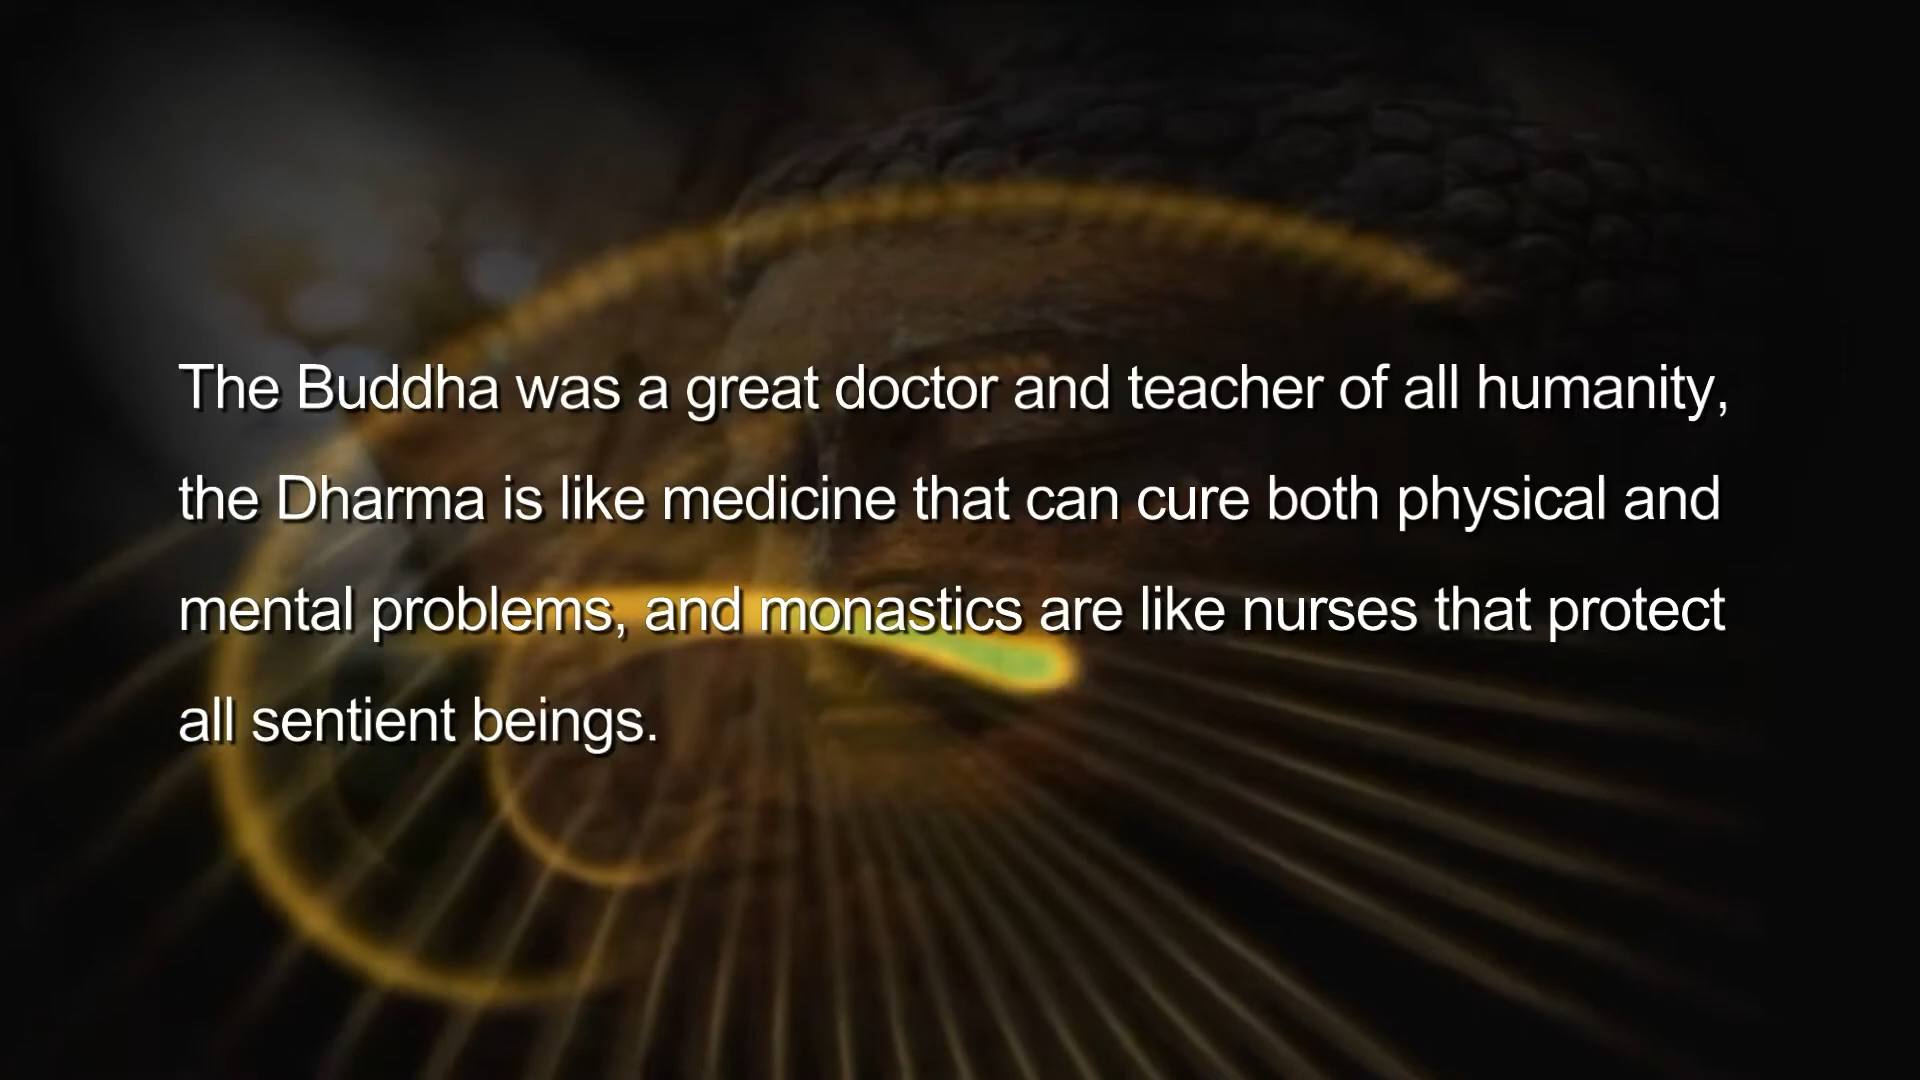 The Buddha was a great doctor and teacher of all humanity,
the Dharma is like medicine that can cure both physical and
mental problems, and monastics are like nurses that protect
all sentient beings.